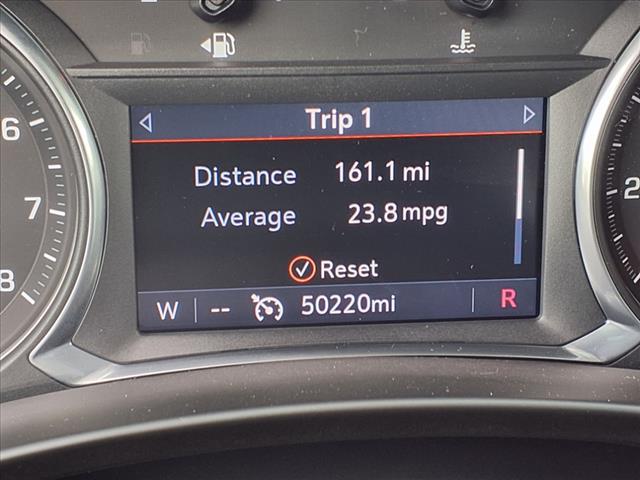 Trip 1
6
Distance 161.1 mi
2
7
Average 23.8 mpg
8
Reset
W -- 50220mi R